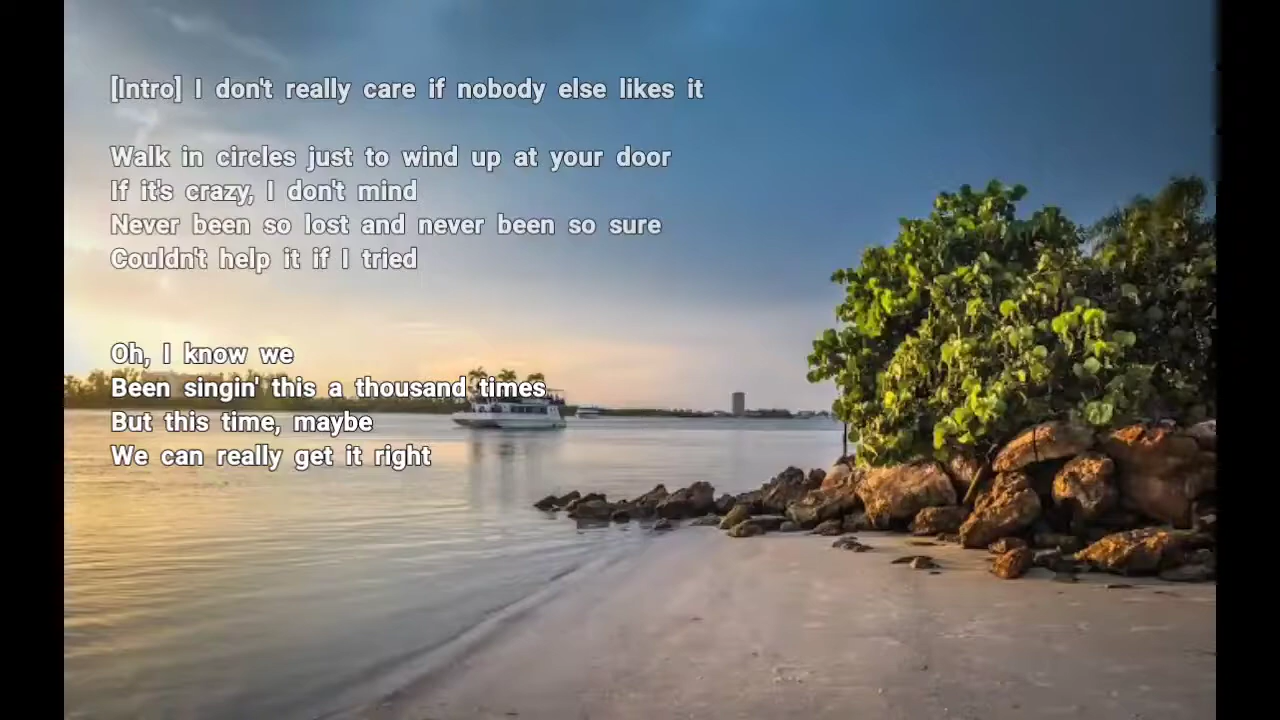 [Intro] I don't really care if nobody else likes it
Walk in circles just to wind up at your door
If it's crazy, I don't mind
Never been so lost and never been so sure
Couldn't help it if I tried
Oh, I know we
Been singin' this a thousand times
But this time, maybe
We can really get it right